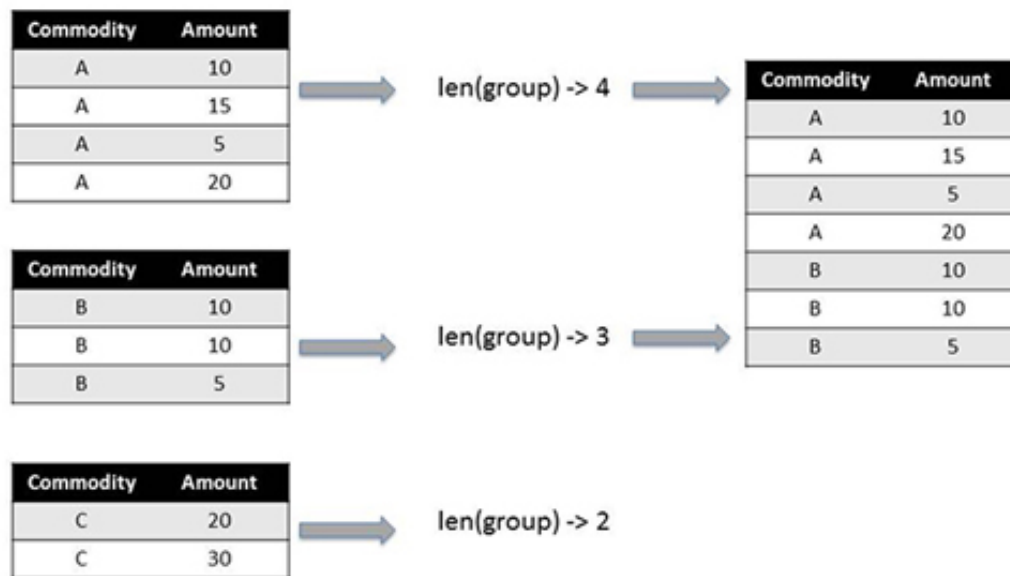 Commodity Amount
A 10
A 15
A 5
A 20
len(group) -> 4
Commodity Amount
B 10
B 10
B 5
len(group) -> 3
Commodity Amount
C 20
C 30
len(group) -> 2
Commodity Amount
A 10
A 15
A 5
A 20
B 10
B 10
B 5